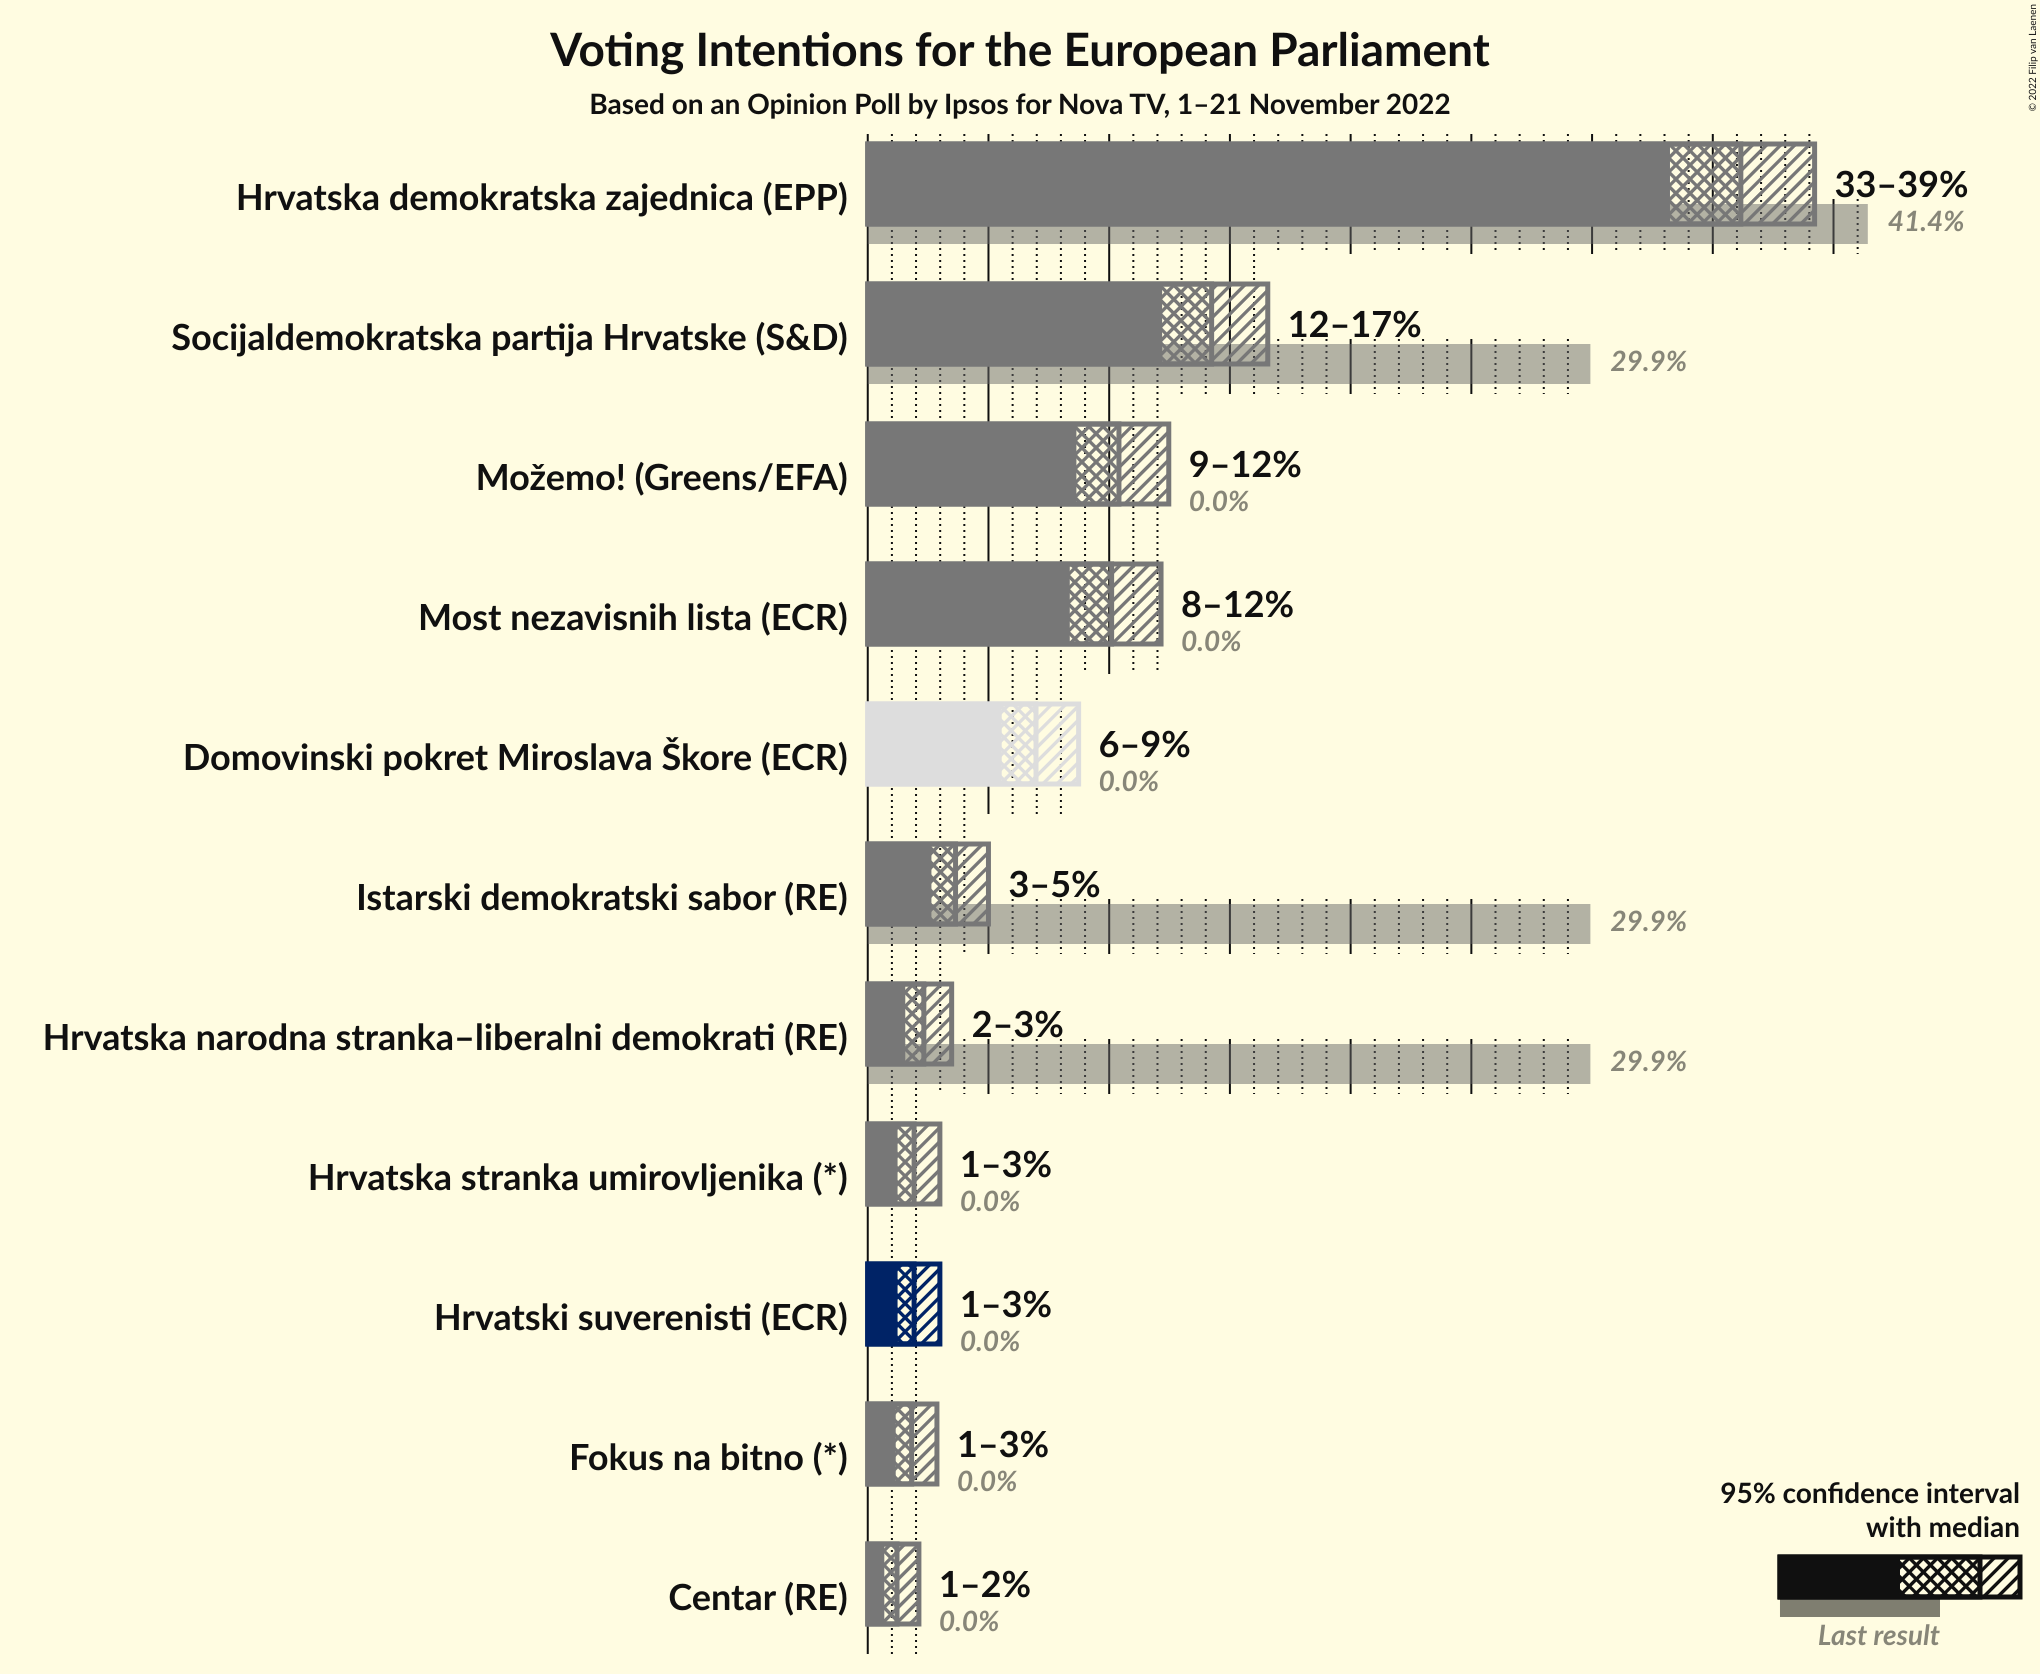 Voting Intentions for the European Parliament
Based on an Opinion Poll by Ipsos for Nova TV, 1–21 November 2022
© 2022 Filip van Laenen
Hrvatska demokratska zajednica (EPP)
33–39%
41.4%
Socijaldemokratska partija Hrvatske (S&D)
12–17%
29.9%
Možemo! (Greens/EFA)
9–12%
0.0%
Most nezavisnih lista (ECR)
8–12%
0.0%
Domovinski pokret Miroslava Škore (ECR)
6–9%
0.0%
Istarski demokratski sabor (RE)
3–5%
29.9%
Hrvatska narodna stranka–liberalni demokrati (RE)
2–3%
29.9%
Hrvatska stranka umirovljenika (*)
1–3%
0.0%
Hrvatski suverenisti (ECR)
1–3%
0.0%
Fokus na bitno (*)
1–3%
0.0%
Centar (RE)
1–2%
0.0%
95% confidence interval
with median
Last result